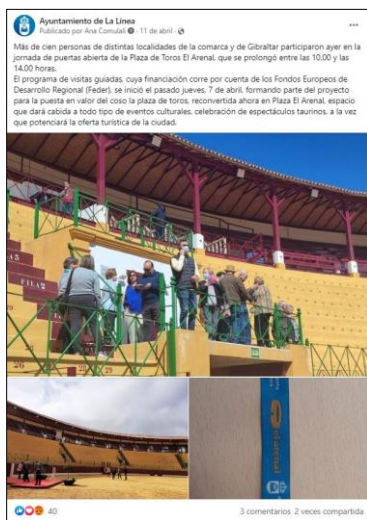 Ayuntamiento de La Línea
Publicado por Ana Comulali · 11 de abril ·
Más de cien personas de distintas localidades de la comarca y de Gibraltar participaron ayer en la
jornada de puertas abierta de la Plaza de Toros El Arenal, que se prolongó entre las 10.00 y las
14.00 horas.
El programa de visitas guiadas, cuya financiación corre por cuenta de los Fondos Europeos de
Desarrollo Regional (Feder), se inició el pasado jueves, 7 de abril, formando parte del proyecto
para la puesta en valor del coso la plaza de toros, reconvertida ahora en Plaza El Arenal, espacio
que dará cabida a todo tipo de eventos culturales, celebración de espectáculos taurinos, a la vez
que potenciará la oferta turística de la ciudad.
FILA2
26
el arenal
40
3 comentarios 2 veces compartida